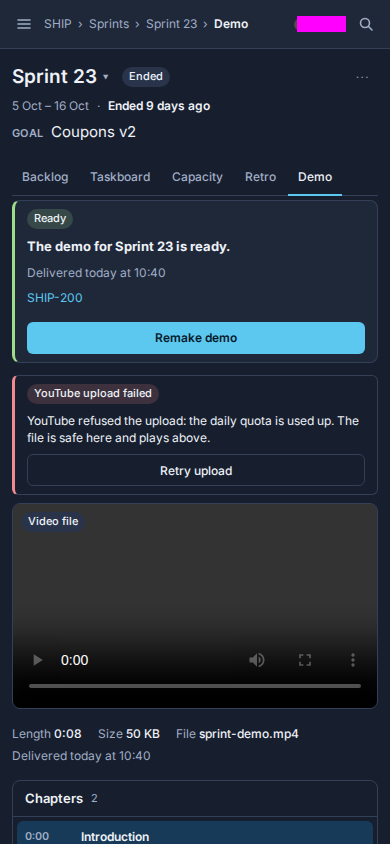 SHIP › Sprints › Sprint 23 › Demo
Sprint 23 Ended
5 Oct – 16 Oct · Ended 9 days ago
GOAL Coupons v2
Backlog Taskboard Capacity Retro Demo
Ready
The demo for Sprint 23 is ready.
Delivered today at 10:40
SHIP-200
Remake demo
YouTube upload failed
YouTube refused the upload: the daily quota is used up. The
file is safe here and plays above.
Retry upload
Video file
0:00
Length 0:08 Size 50 KB File sprint-demo.mp4
Delivered today at 10:40
Chapters 2
0:00 Introduction